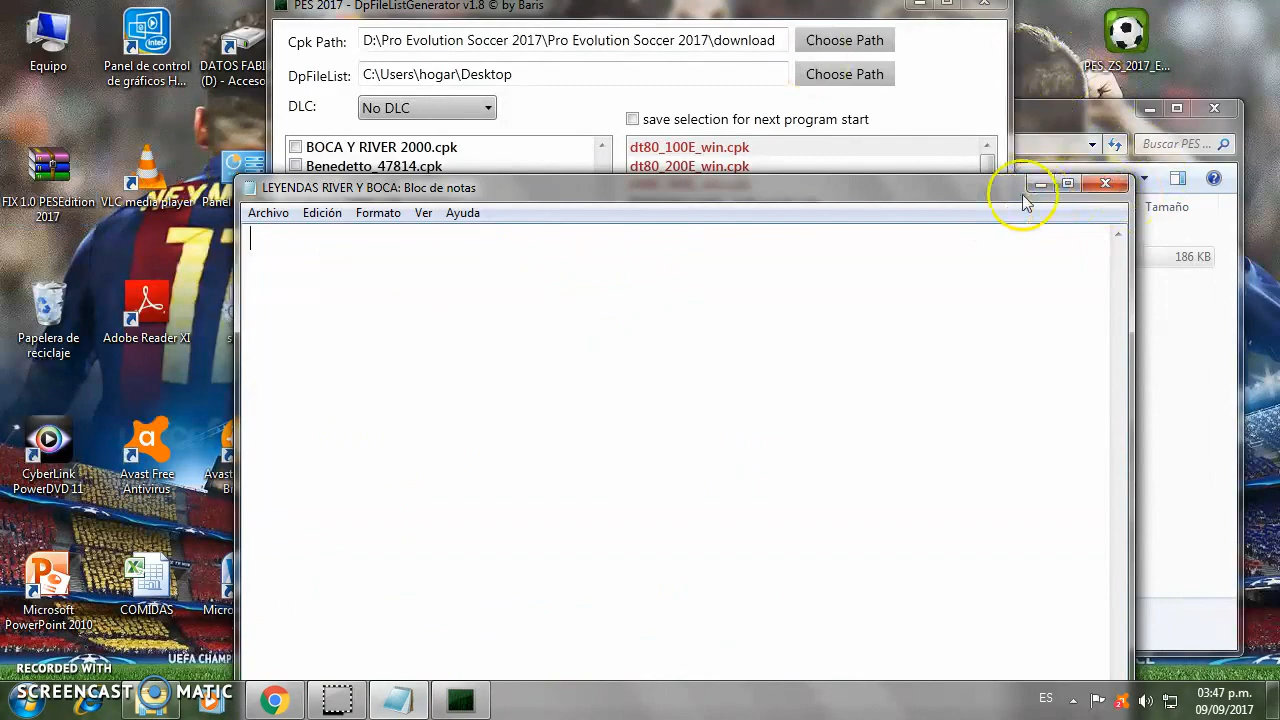 PES 2017 - DpFileListGenerator v1.8 © by Baris
Cpk Path:
D:\Pro Evolution Soccer 2017\Pro Evolution Soccer 2017\download
Choose Path
DpFileList:
C:\Users\hogar\Desktop
Choose Path
DLC:
No DLC
save selection for next program start
BOCA Y RIVER 2000.cpk
Benedetto_47814.cpk
dt80_100E_win.cpk
dt80_200E_win.cpk
LEYENDAS RIVER Y BOCA: Bloc de notas
Archivo Edición Formato Ver Ayuda
Buscar PES ...
Tamaño
186 KB
Equipo
Panel de control
de gráficos H...
DATOS FABI
(D) - Acceso
PES_ZS_2017_E...
FIX 1.0 PESEdition
2017
VLC media player
Panel
Papelera de
reciclaje
Adobe Reader XI
s
CyberLink
PowerDVD 11
Avast Free
Antivirus
Avast
Microsoft
PowerPoint 2010
COMIDAS
Micro
RECORDED WITH
SCREENCAST MATIC
UEFA CHAMP
ES
03:47 p.m.
09/09/2017